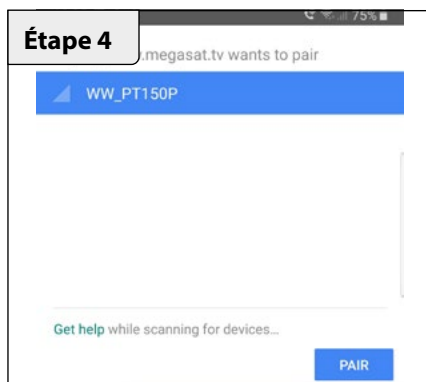 75%
Étape 4
.megasat.tv wants to pair
WW_PT150P
Get help while scanning for devices...
PAIR